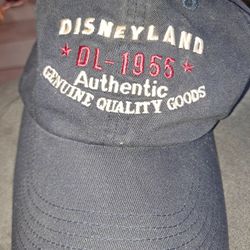 DISNEYLAND
★ DL-1955 ★
Authentic
GENUINE QUALITY GOODS